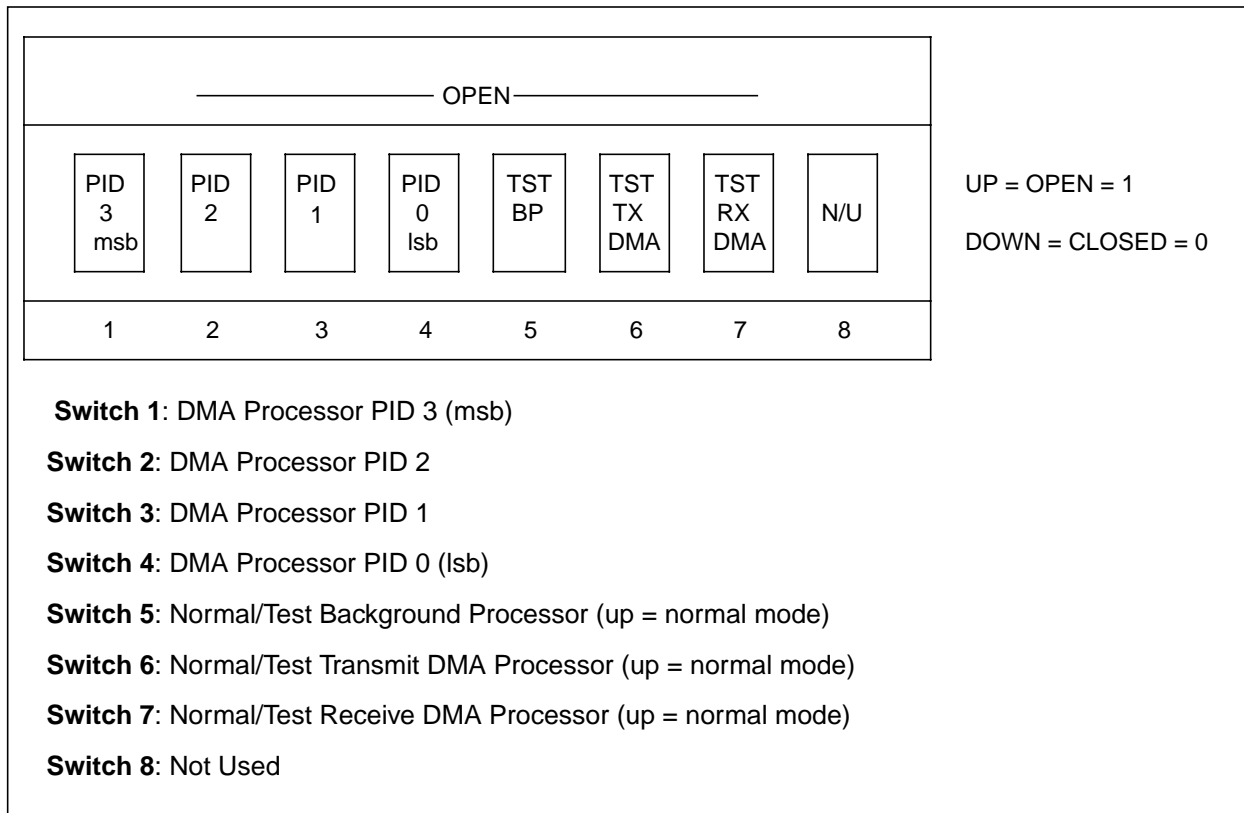 OPEN
PID PID PID PID TST TST TST
3 2 1 0 BP TX RX N/U
msb lsb DMA DMA
UP = OPEN = 1
DOWN = CLOSED = 0
1 2 3 4 5 6 7 8
Switch 1: DMA Processor PID 3 (msb)
Switch 2: DMA Processor PID 2
Switch 3: DMA Processor PID 1
Switch 4: DMA Processor PID 0 (lsb)
Switch 5: Normal/Test Background Processor (up = normal mode)
Switch 6: Normal/Test Transmit DMA Processor (up = normal mode)
Switch 7: Normal/Test Receive DMA Processor (up = normal mode)
Switch 8: Not Used